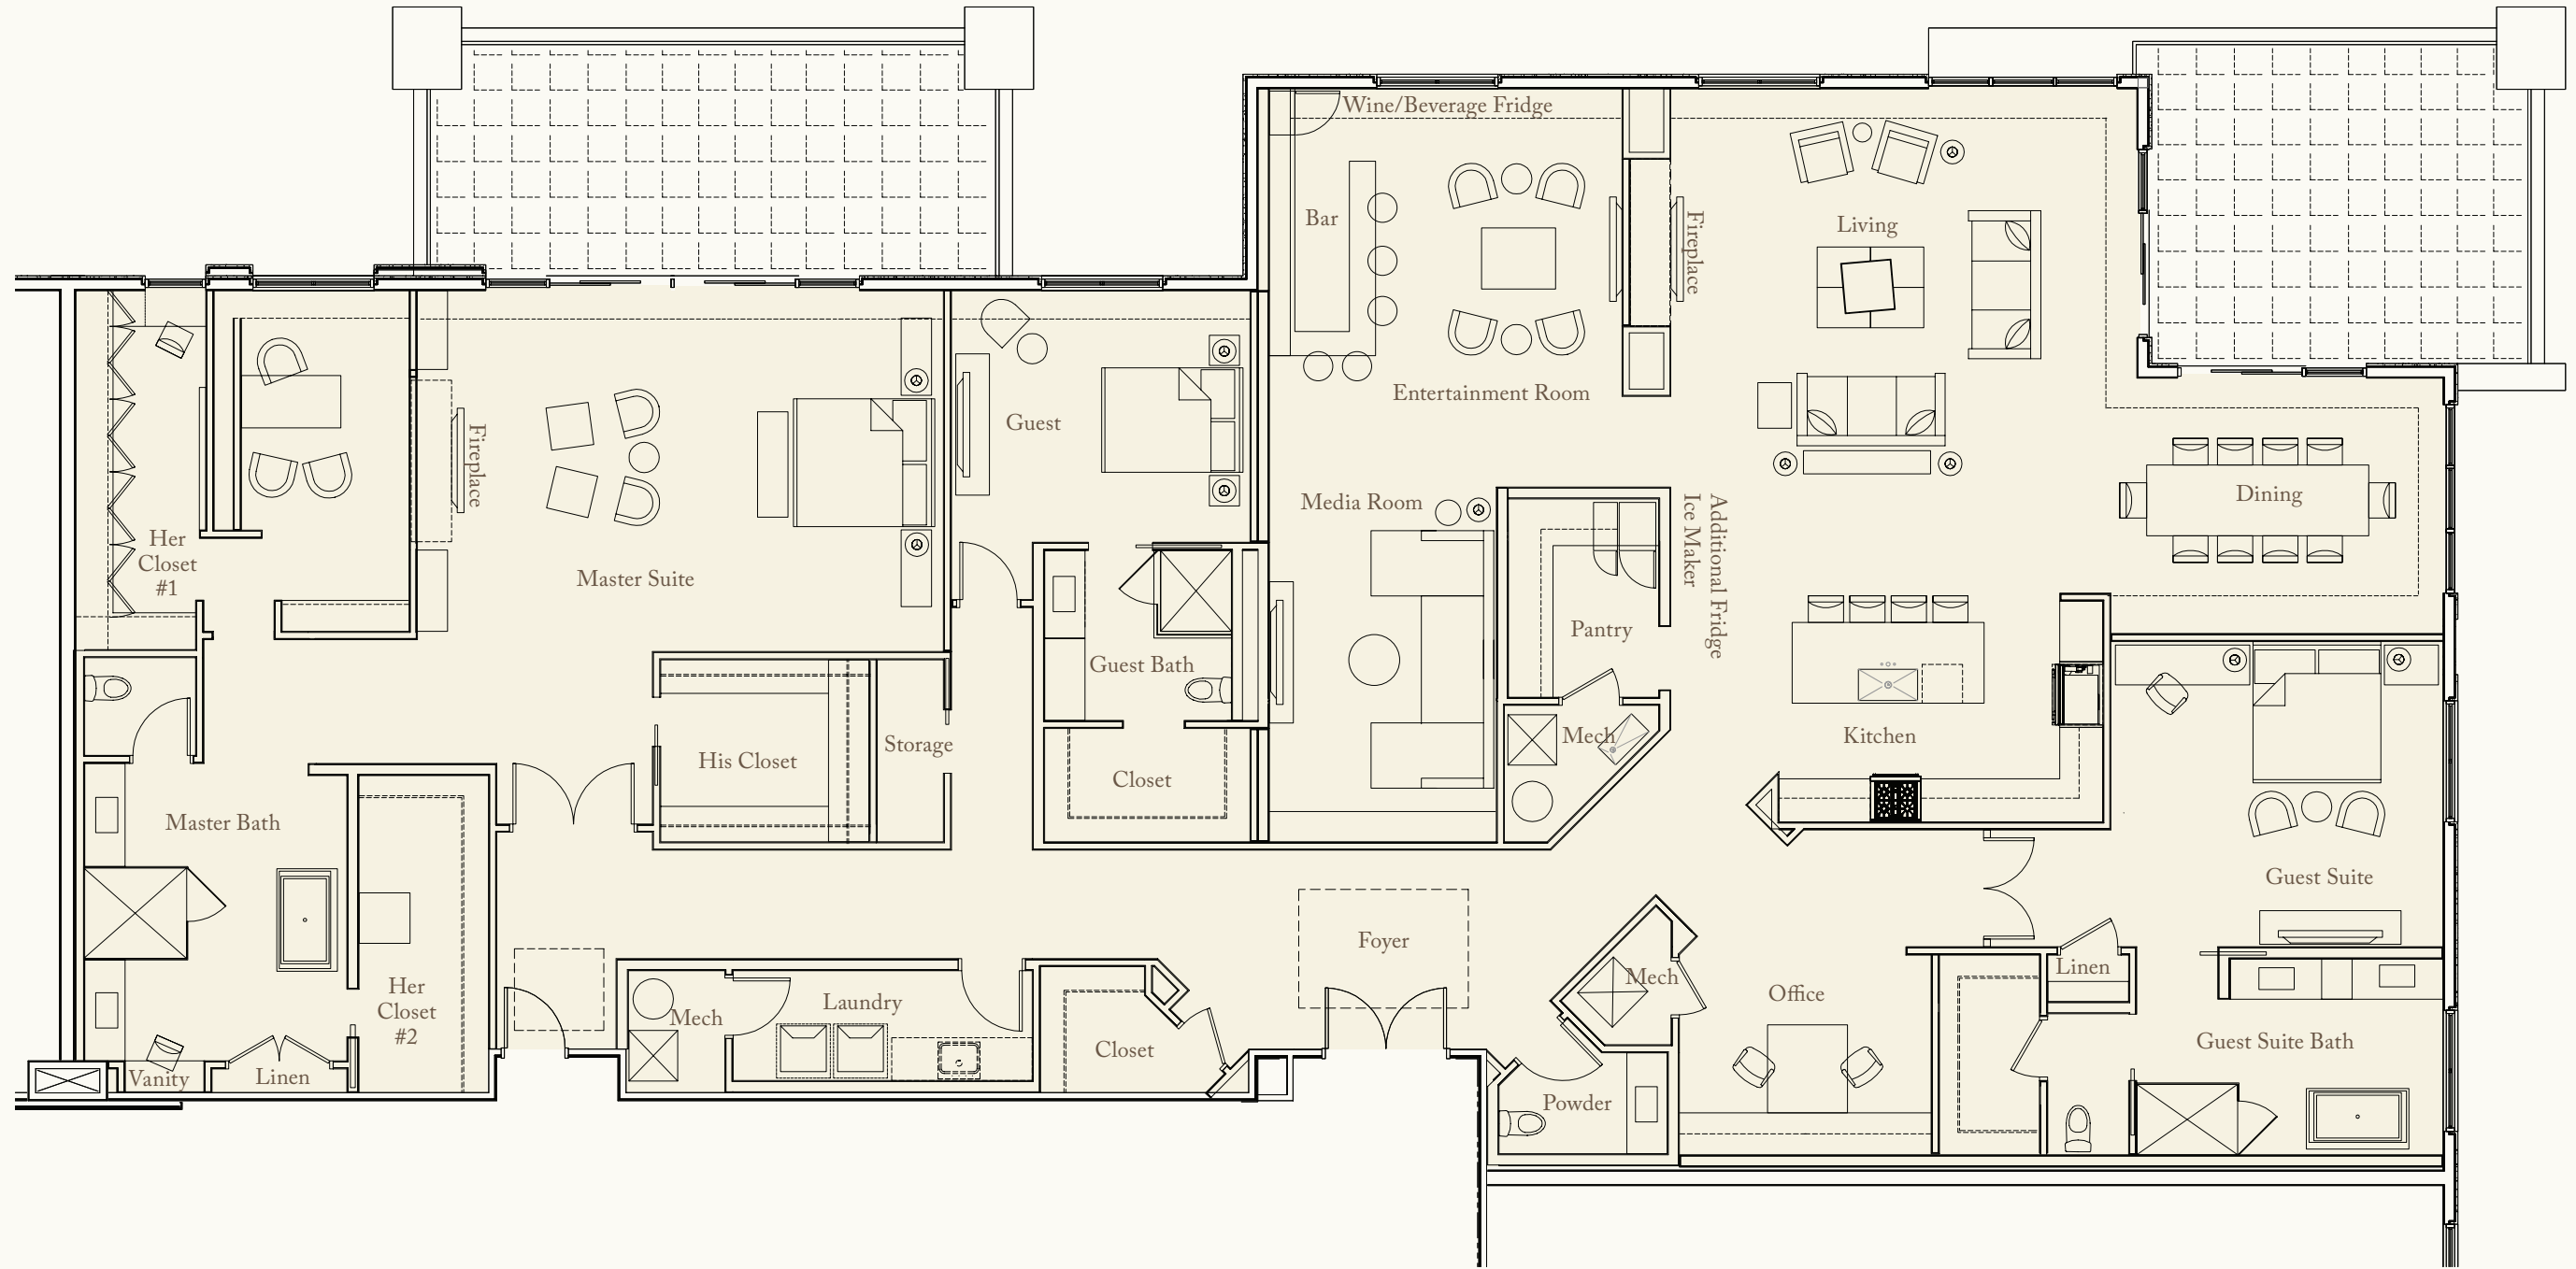 Wine/Beverage Fridge
Bar
Fireplace
Living
Entertainment Room
Guest
Fireplace
Media Room
Additional Fridge
Ice Maker
Dining
Her
Closet
#1
Master Suite
Pantry
Guest Bath
Storage
His Closet
Closet
Mech
Kitchen
Master Bath
Guest Suite
Foyer
Her
Closet
#2
Mech
Laundry
Closet
Mech
Office
Linen
Guest Suite Bath
Vanity
Linen
Powder